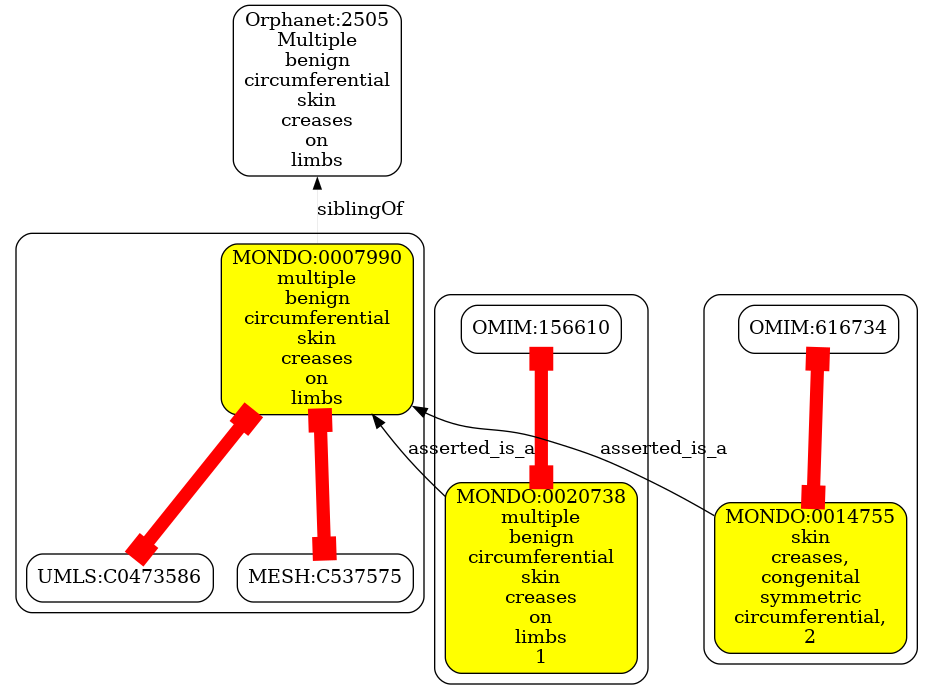 Orphanet:2505
Multiple
benign
circumferential
skin
creases
on
limbs
siblingOf
MONDO:0007990
multiple
benign
circumferential
skin
creases
on
limbs
OMIM:156610
OMIM:616734
asserted_is_a
asserted_is_a
UMLS:C0473586
MESH:C537575
MONDO:0020738
multiple
benign
circumferential
skin
creases
on
limbs
1
MONDO:0014755
skin
creases,
congenital
symmetric
circumferential,
2